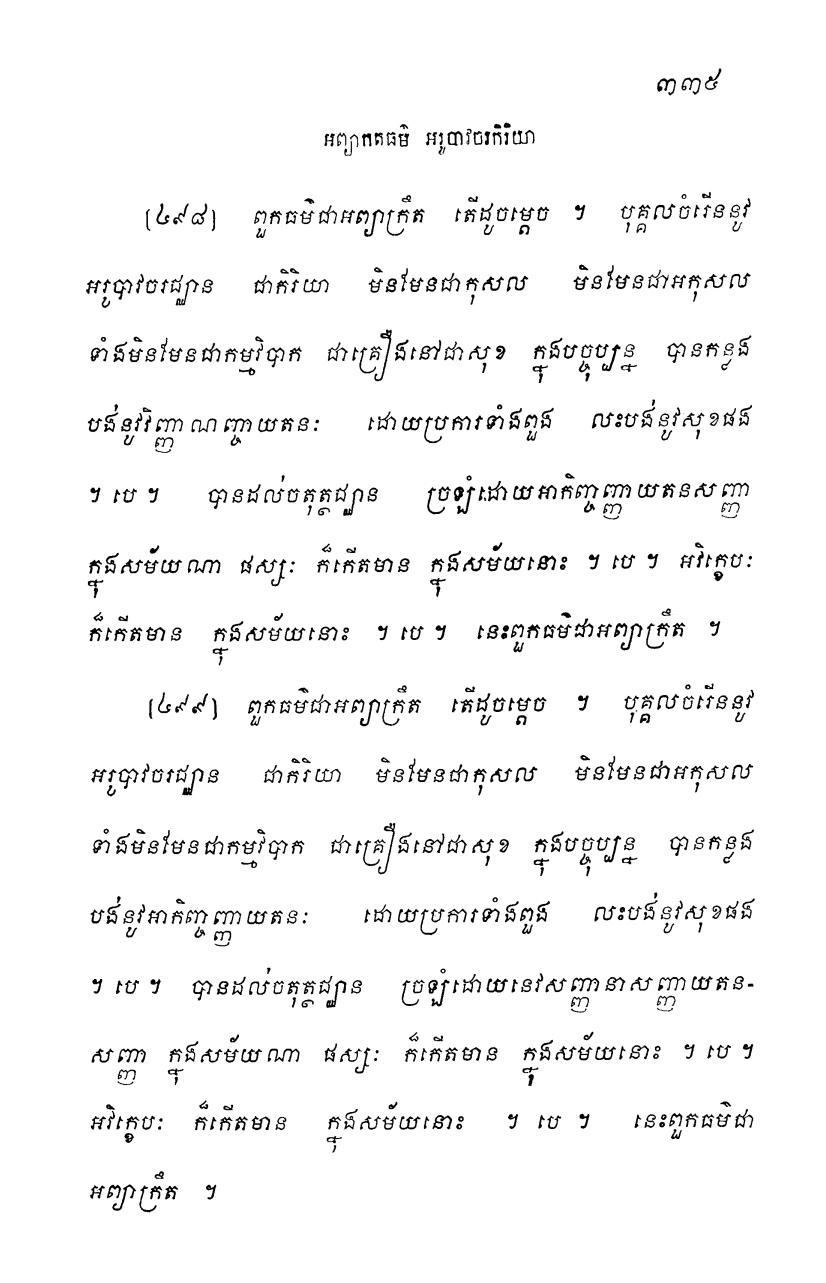 ៣៣៥
អព្យាកតធម៌ អរូបាវចរកិរិយា
[៤៩៨] ពួកធម៌ជាអព្យាក្រឹត តើដូចម្តេច ។ បុគ្គលចំរើននូវ
អរូបាវចរជ្ឈាន ជាកិរិយា មិនមែនជាកុសល មិនមែនជាអកុសល
ទាំងមិនមែនជាកម្មវិបាក ជាគ្រឿងនៅជាសុខ ក្នុងបច្ចុប្បន្ន បានកន្លង
បង់នូវវិញ្ញាណញ្ចាយតនៈ ដោយប្រការទាំងពួង លះបង់នូវសុខផង
។ បេ ។ បានដល់ចតុត្ថជ្ឈាន ច្រឡំដោយអាកិញ្ចញ្ញាយតនសញ្ញា
ក្នុងសម័យណា ផស្សៈ ក៏កើតមាន ក្នុងសម័យនោះ ។ បេ ។ អវិក្ខេបៈ
ក៏កើតមាន ក្នុងសម័យនោះ ។ បេ ។ នេះពួកធម៌ជាអព្យាក្រឹត ។
[៤៩៩] ពួកធម៌ជាអព្យាក្រឹត តើដូចម្តេច ។ បុគ្គលចំរើននូវ
អរូបាវចរជ្ឈាន ជាកិរិយា មិនមែនជាកុសល មិនមែនជាអកុសល
ទាំងមិនមែនជាកម្មវិបាក ជាគ្រឿងនៅជាសុខ ក្នុងបច្ចុប្បន្ន បានកន្លង
បង់នូវអាកិញ្ចញ្ញាយតនៈ ដោយប្រការទាំងពួង លះបង់នូវសុខផង
។ បេ ។ បានដល់ចតុត្ថជ្ឈាន ច្រឡំដោយនេវសញ្ញានាសញ្ញាយតន-
សញ្ញា ក្នុងសម័យណា ផស្សៈ ក៏កើតមាន ក្នុងសម័យនោះ ។ បេ ។
អវិក្ខេបៈ ក៏កើតមាន ក្នុងសម័យនោះ ។ បេ ។ នេះពួកធម៌ជា
អព្យាក្រឹត ។